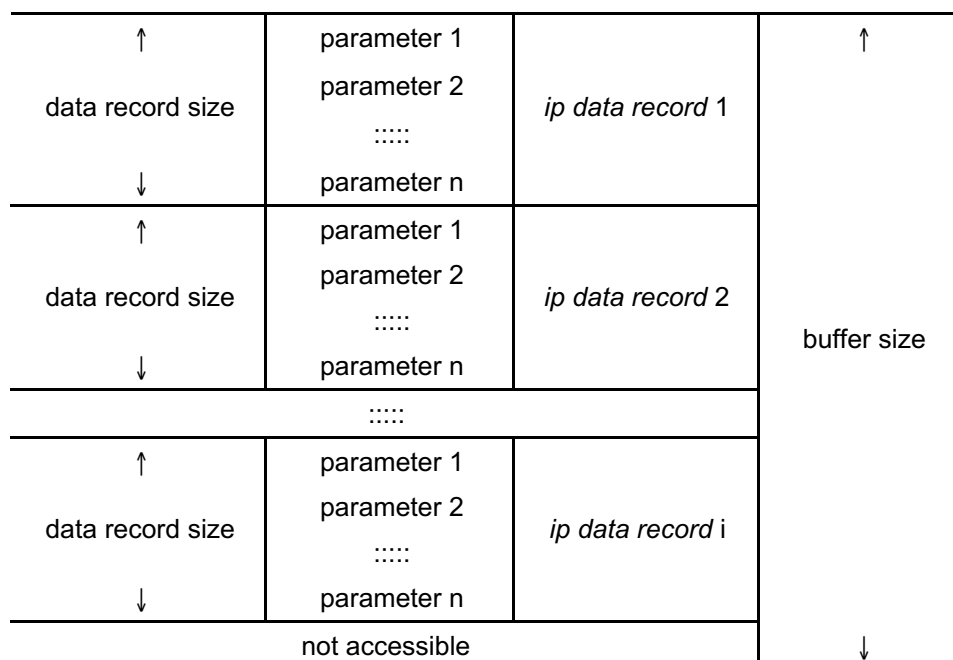 ↑ parameter 1 ↑
parameter 2
data record size ip data record 1
:::::
↓ parameter n
↑ parameter 1
parameter 2
data record size ip data record 2
:::::
buffer size
↓ parameter n
:::::
↑ parameter 1
parameter 2
data record size ip data record i
:::::
↓ parameter n
not accessible ↓